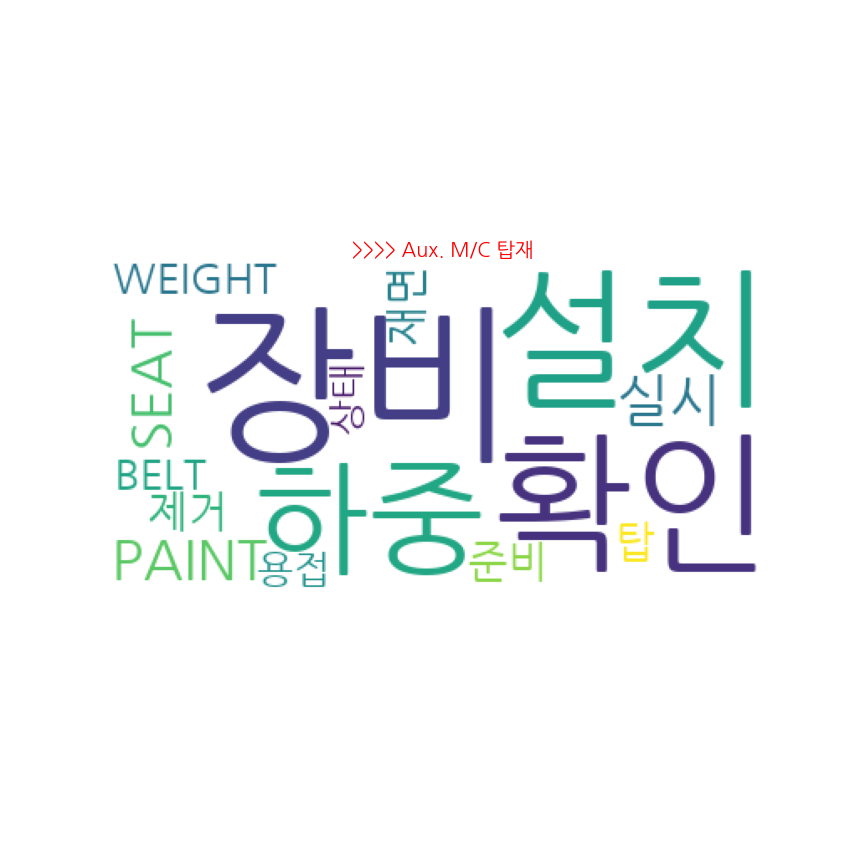 >>>> Aux. M/C 탑재
WEIGHT
재면
설치
장비
SEAT
상태
실시
확인
BELT
하중
제거
탑
PAINT
용접
준비